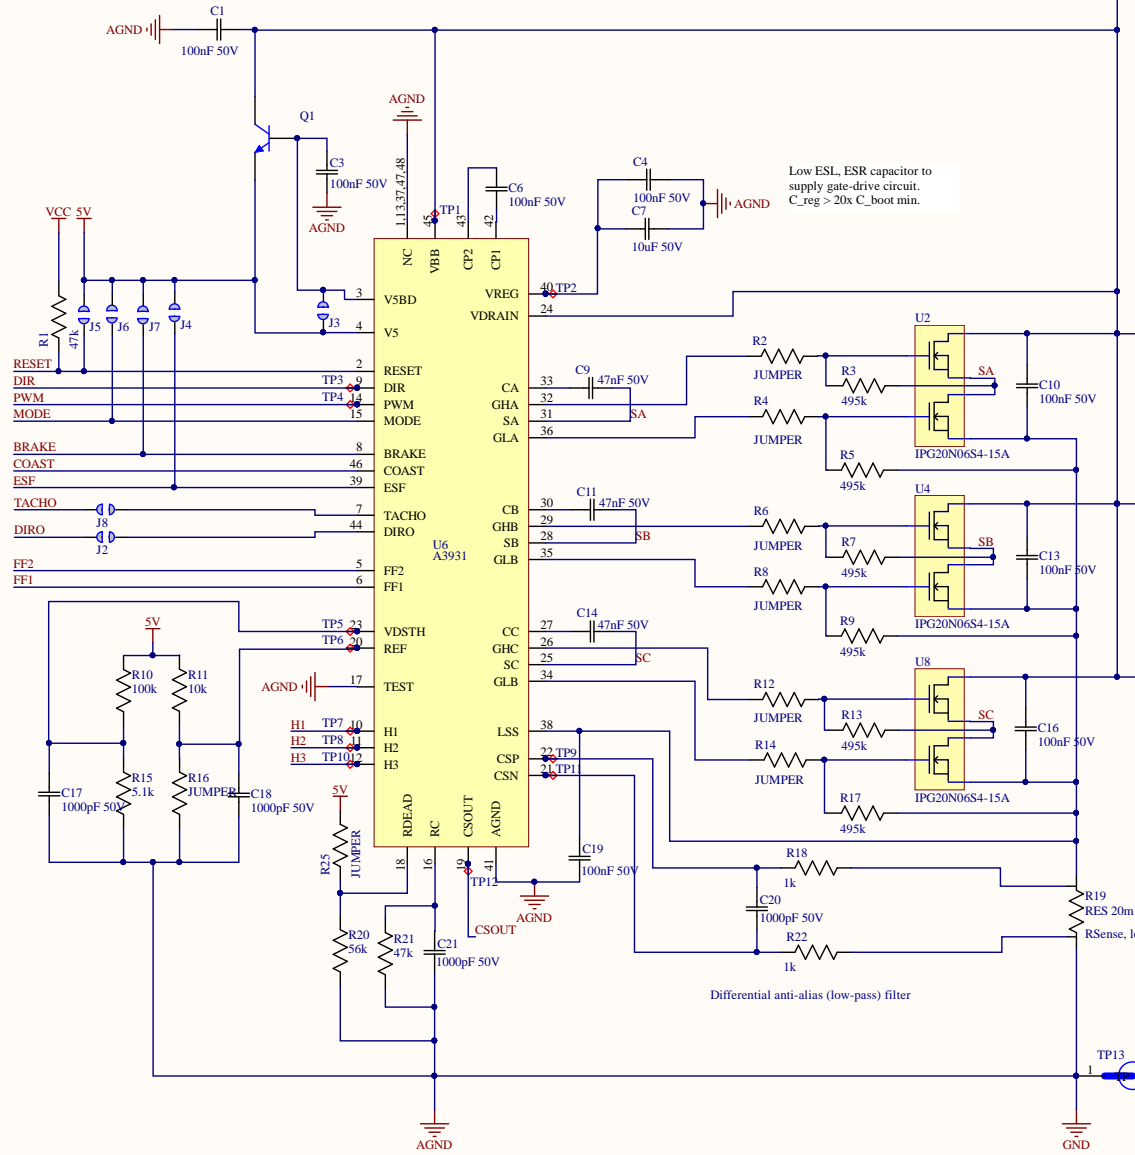 C1
AGND
100nF 50V
Q1
AGND
C3
100nF 50V
AGND
1,13,37,47,48
45
TP1
43
42
C6
100nF 50V
C4
100nF 50V
C7
10uF 50V
AGND
Low ESL, ESR capacitor to
supply gate-drive circuit.
C_reg > 20x C_boot min.
VCC 5V
R1
47k
J5
J6
J7
J4
J3
NC
VBB
CP2
CP1
3 V5BD
4 V5
VREG 40 TP2
VDRAIN 24
RESET 2 RESET
DIR TP3 9 DIR
PWM TP4 14 PWM
MODE 15 MODE
BRAKE 8 BRAKE
COAST 46 COAST
ESF 39 ESF
TACHO J8 7 TACHO
DIRO J2 44 DIRO
FF2 5 FF2
FF1 6 FF1
U6
A3931
CA 33
C9 47nF 50V
GHA 32
SA 31
SA
GLA 36
CB 30
C11 47nF 50V
GHB 29
SB 28
SB
GLB 35
CC 27
C14
47nF 50V
GHC 26
SC 25
SC
GLB 34
R2
JUMPER
R3
495k
R4
JUMPER
R5
495k
U2
SA
IPG20N06S4-15A
C10
100nF 50V
R6
JUMPER
R7
495k
R8
JUMPER
R9
495k
U4
SB
IPG20N06S4-15A
C13
100nF 50V
R12
JUMPER
R13
495k
R14
JUMPER
R17
495k
U8
SC
IPG20N06S4-15A
C16
100nF 50V
TP5 23 VDSTH
TP6 20 REF
AGND 17 TEST
H1 TP7 10 H1
H2 TP8 11 H2
H3 TP10 12 H3
LSS 38
CSP 22 TP9
CSN 21 TP11
5V
R10
100k
R11
10k
R15
5.1k
R16
JUMPER
C17
1000pF 50V
C18
1000pF 50V
5V
R25
JUMPER
RDEAD
RC
CSOUT
AGND
18
16
19
41
TP12
CSOUT
AGND
C19
100nF 50V
R20
56k
R21
47k
C21
1000pF 50V
R18
1k
C20
1000pF 50V
R22
1k
R19
RES 20m
RSense, l
Differential anti-alias (low-pass) filter
TP13
1
AGND
GND